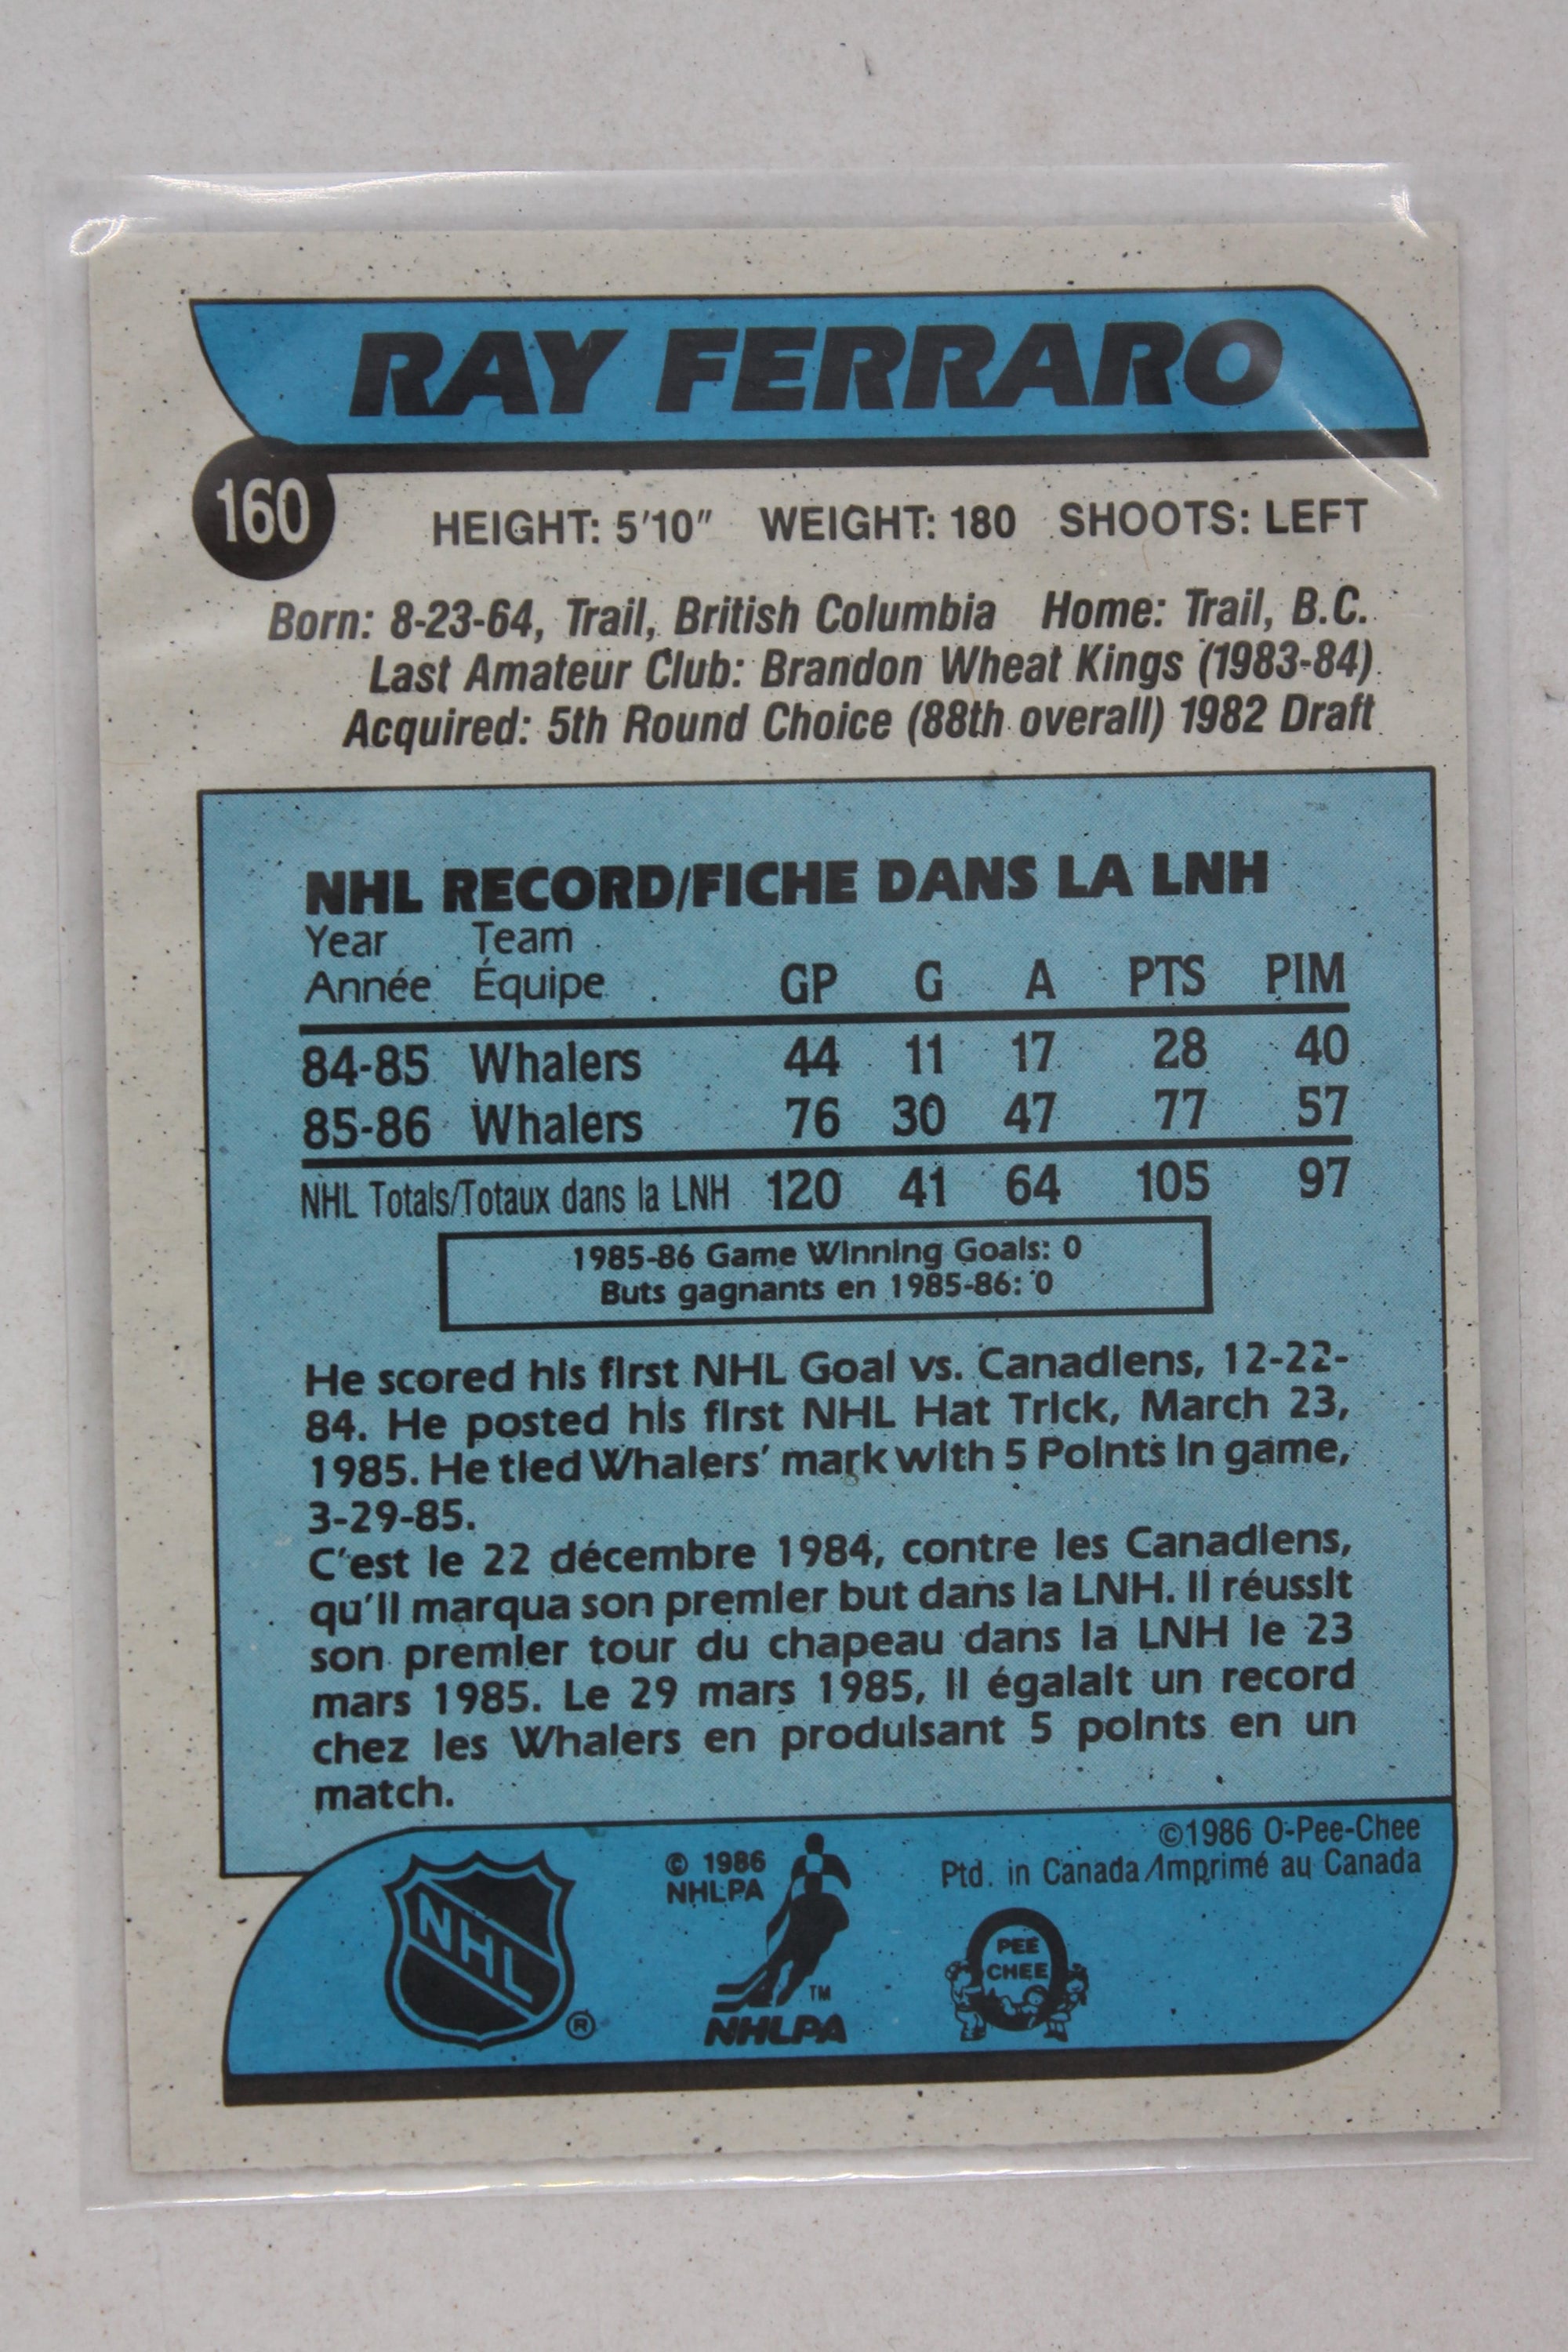 RAY FERRARO
160
HEIGHT: 5'10" WEIGHT: 180 SHOOTS: LEFT
Born: 8-23-64, Trail, British Columbia Home: Trail, B.C.
Last Amateur Club: Brandon Wheat Kings (1983-84)
Acquired: 5th Round Choice (88th overall) 1982 Draft
NHL RECORD/FICHE DANS LA LNH
Year Team
Année Équipe GP G A PTS PIM
84-85 Whalers 44 11 17 28 40
85-86 Whalers 76 30 47 77 57
NHL Totals/Totaux dans la LNH 120 41 64 105 97
1985-86 Game Winning Goals: 0
Buts gagnants en 1985-86: 0
He scored his first NHL Goal vs. Canadiens, 12-22-
84. He posted his first NHL Hat Trick, March 23,
1985. He tied Whalers' mark with 5 Points in game,
3-29-85.
C'est le 22 décembre 1984, contre les Canadiens,
qu'il marqua son premier but dans la LNH. Il réussit
son premier tour du chapeau dans la LNH le 23
mars 1985. Le 29 mars 1985, il égalait un record
chez les Whalers en produisant 5 points en un
match.
©1986 O-Pee-Chee
Ptd. in Canada/Imprimé au Canada
© 1986
NHLPA
NHL ®
TM
NHLPA
PEE
CHEE